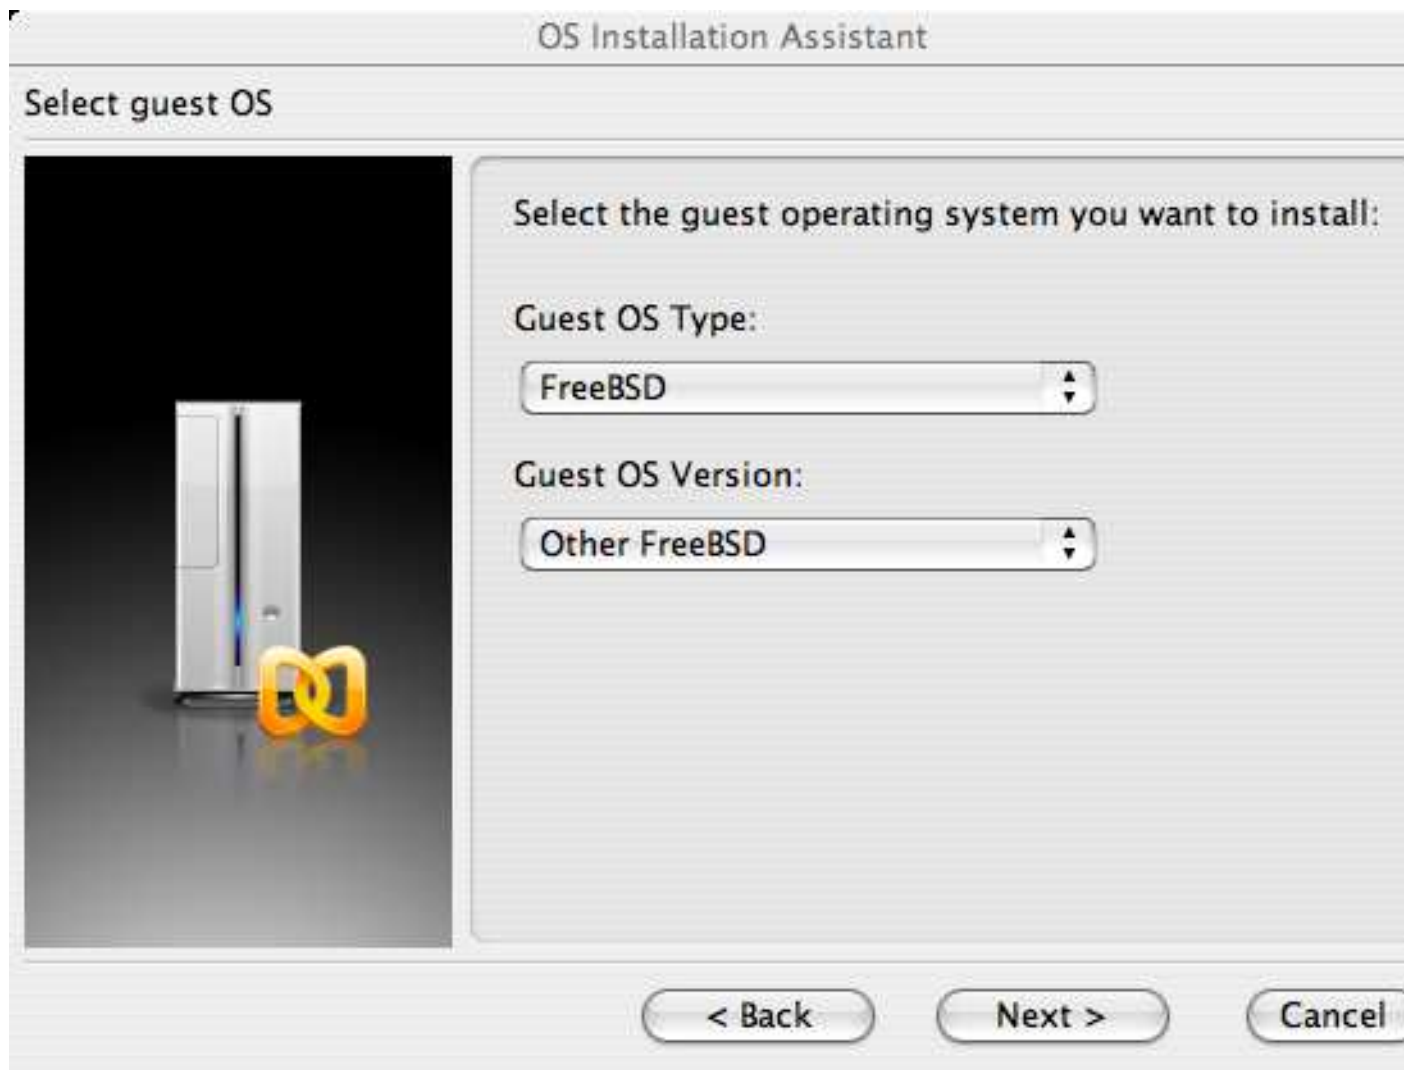 OS Installation Assistant
Select guest OS
Select the guest operating system you want to install:
Guest OS Type:
FreeBSD
Guest OS Version:
Other FreeBSD
< Back
Next >
Cancel